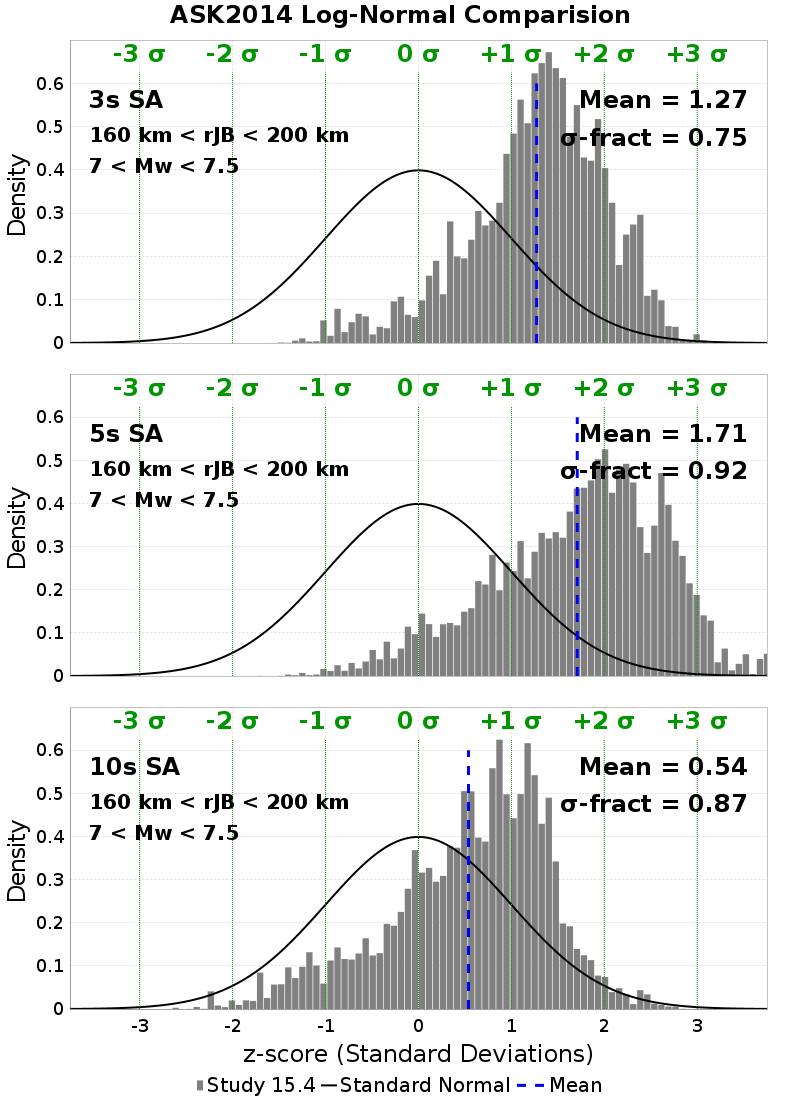 ASK2014 Log-Normal Comparision
-3 σ -2 σ -1 σ 0 σ +1 σ +2 σ +3 σ
3s SA
Mean = 1.27
160 km < rJB < 200 km
σ-fract = 0.75
7 < Mw < 7.5
Density
0.6
0.5
0.4
0.3
0.2
0.1
0
-3 σ -2 σ -1 σ 0 σ +1 σ +2 σ +3 σ
5s SA
Mean = 1.71
160 km < rJB < 200 km
σ-fract = 0.92
7 < Mw < 7.5
Density
0.6
0.5
0.4
0.3
0.2
0.1
0
-3 σ -2 σ -1 σ 0 σ +1 σ +2 σ +3 σ
10s SA
Mean = 0.54
160 km < rJB < 200 km
σ-fract = 0.87
7 < Mw < 7.5
Density
0.6
0.5
0.4
0.3
0.2
0.1
0
-3 -2 -1 0 1 2 3
z-score (Standard Deviations)
Study 15.4 Standard Normal Mean